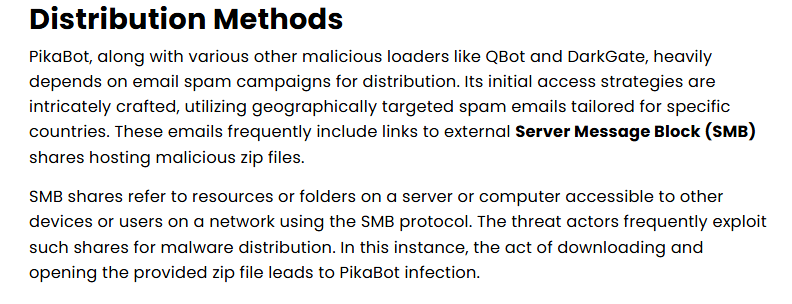 Distribution Methods
PikaBot, along with various other malicious loaders like QBot and DarkGate, heavily
depends on email spam campaigns for distribution. Its initial access strategies are
intricately crafted, utilizing geographically targeted spam emails tailored for specific
countries. These emails frequently include links to external Server Message Block (SMB)
shares hosting malicious zip files.
SMB shares refer to resources or folders on a server or computer accessible to other
devices or users on a network using the SMB protocol. The threat actors frequently exploit
such shares for malware distribution. In this instance, the act of downloading and
opening the provided zip file leads to PikaBot infection.